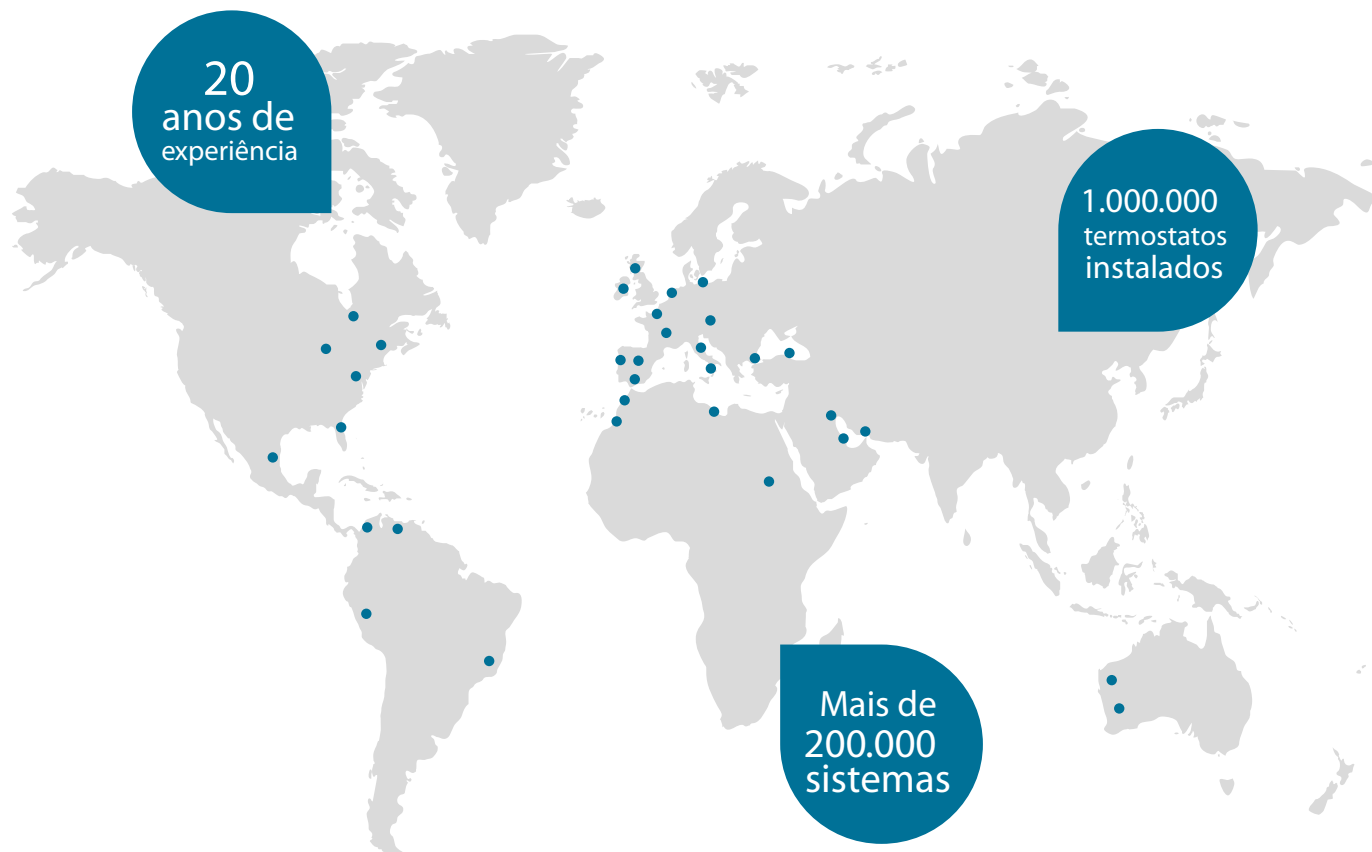 20
anos de
experiência
1.000.000
termostatos
instalados
Mais de
200.000
sistemas